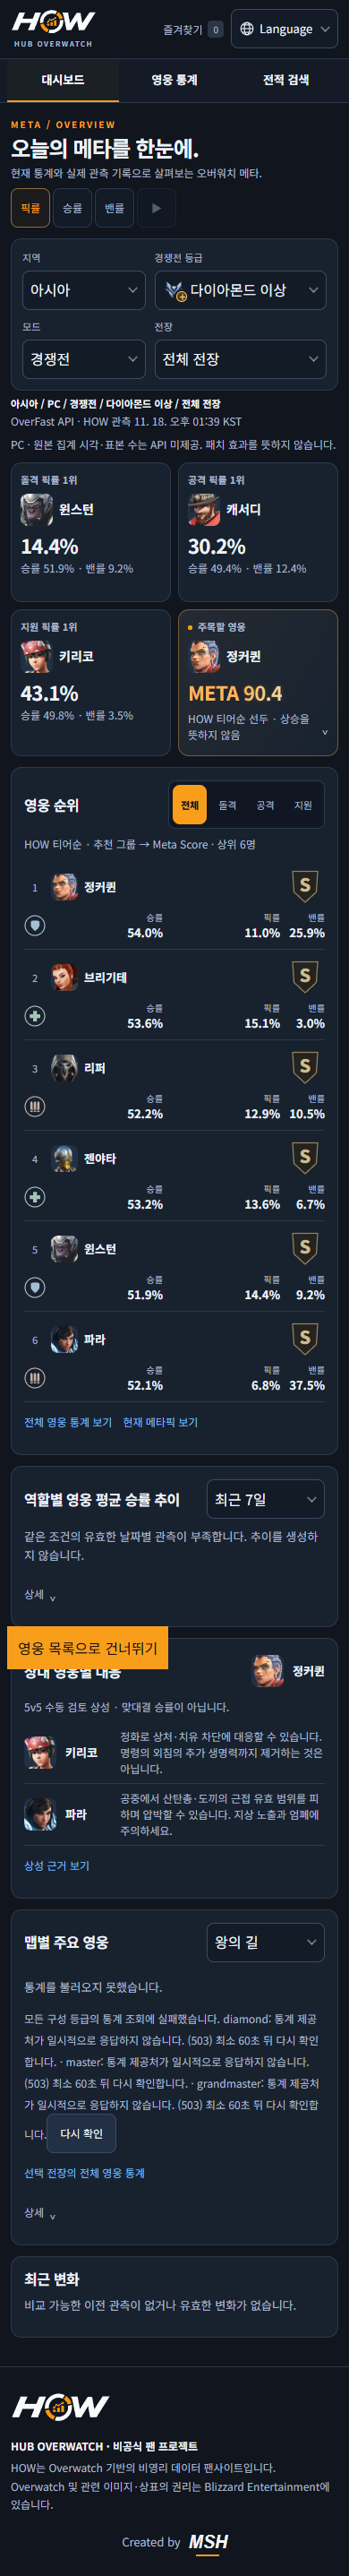 HOW
HUB OVERWATCH
즐겨찾기 0
Language
대시보드 영웅 통계 전적 검색
META / OVERVIEW
오늘의 메타를 한눈에.
현재 통계와 실제 관측 기록으로 살펴보는 오버워치 메타.
픽률 승률 밴률
지역 경쟁전 등급
아시아 다이아몬드 이상
모드 전장
경쟁전 전체 전장
아시아 / PC / 경쟁전 / 다이아몬드 이상 / 전체 전장
OverFast API · HOW 관측 11. 18. 오후 01:39 KST
PC · 원본 집계 시각·표본 수는 API 미제공. 패치 효과를 뜻하지 않습니다.
돌격 픽률 1위
윈스턴
14.4%
승률 51.9% · 밴률 9.2%
공격 픽률 1위
캐서디
30.2%
승률 49.4% · 밴률 12.4%
지원 픽률 1위
키리코
43.1%
승률 49.8% · 밴률 3.5%
주목할 영웅
정커퀸
META 90.4
HOW 티어순 선두 · 상승을
뜻하지 않음
영웅 순위
전체 돌격 공격 지원
HOW 티어순 · 추천 그룹 → Meta Score · 상위 6명
1 정커퀸 S
승률 픽률 밴률
54.0% 11.0% 25.9%
2 브리기테 S
승률 픽률 밴률
53.6% 15.1% 3.0%
3 리퍼 S
승률 픽률 밴률
52.2% 12.9% 10.5%
4 젠야타 S
승률 픽률 밴률
53.2% 13.6% 6.7%
5 윈스턴 S
승률 픽률 밴률
51.9% 14.4% 9.2%
6 파라 S
승률 픽률 밴률
52.1% 6.8% 37.5%
전체 영웅 통계 보기 현재 메타픽 보기
역할별 영웅 평균 승률 추이 최근 7일
같은 조건의 유효한 날짜별 관측이 부족합니다. 추이를 생성하
지 않습니다.
상세
영웅 목록으로 건너뛰기
상대 영웅별 대응 정커퀸
5v5 수동 검토 상성 · 맞대결 승률이 아닙니다.
키리코
정화로 상처·치유 차단에 대응할 수 있습니다.
명령의 외침의 추가 생명력까지 제거하는 것은
아닙니다.
파라
공중에서 산탄총·도끼의 근접 유효 범위를 피
하며 압박할 수 있습니다. 지상 노출과 엄폐에
주의하세요.
상성 근거 보기
맵별 주요 영웅 왕의 길
통계를 불러오지 못했습니다.
모든 구성 등급의 통계 조회에 실패했습니다. diamond: 통계 제공
처가 일시적으로 응답하지 않습니다. (503) 최소 60초 뒤 다시 확인
합니다. · master: 통계 제공처가 일시적으로 응답하지 않습니다.
(503) 최소 60초 뒤 다시 확인합니다. · grandmaster: 통계 제공처
가 일시적으로 응답하지 않습니다. (503) 최소 60초 뒤 다시 확인합
니다. 다시 확인
선택 전장의 전체 영웅 통계
상세
최근 변화
비교 가능한 이전 관측이 없거나 유효한 변화가 없습니다.
HOW
HUB OVERWATCH · 비공식 팬 프로젝트
HOW는 Overwatch 기반의 비영리 데이터 팬사이트입니다.
Overwatch 및 관련 이미지·상표의 권리는 Blizzard Entertainment에
있습니다.
Created by MSH